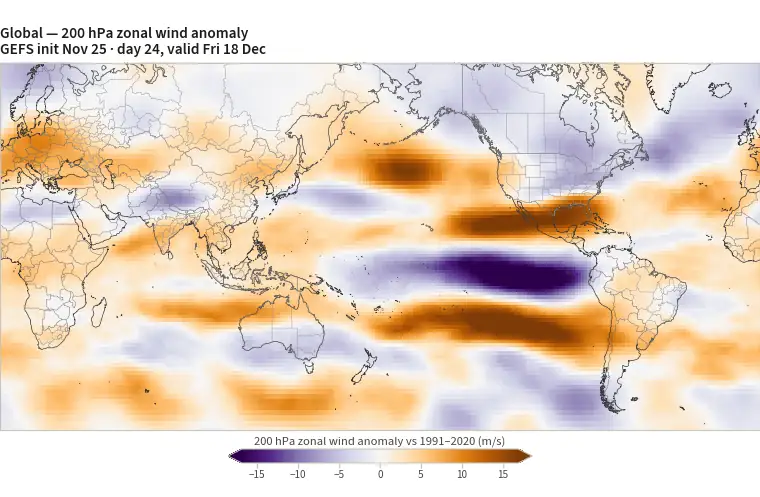 Global — 200 hPa zonal wind anomaly
GEFS init Nov 25 · day 24, valid Fri 18 Dec
200 hPa zonal wind anomaly vs 1991–2020 (m/s)
−15 −10 −5 0 5 10 15